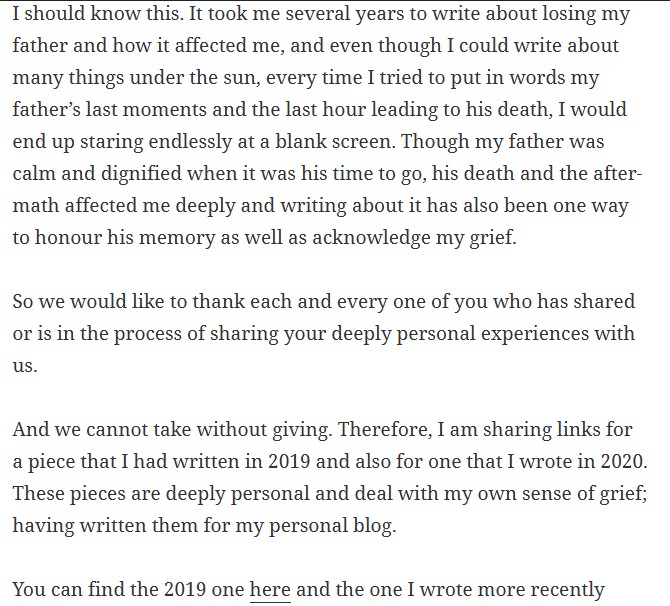 I should know this. It took me several years to write about losing my
father and how it affected me, and even though I could write about
many things under the sun, every time I tried to put in words my
father’s last moments and the last hour leading to his death, I would
end up staring endlessly at a blank screen. Though my father was
calm and dignified when it was his time to go, his death and the after-
math affected me deeply and writing about it has also been one way
to honour his memory as well as acknowledge my grief.
So we would like to thank each and every one of you who has shared
or is in the process of sharing your deeply personal experiences with
us.
And we cannot take without giving. Therefore, I am sharing links for
a piece that I had written in 2019 and also for one that I wrote in 2020.
These pieces are deeply personal and deal with my own sense of grief;
having written them for my personal blog.
You can find the 2019 one here and the one I wrote more recently